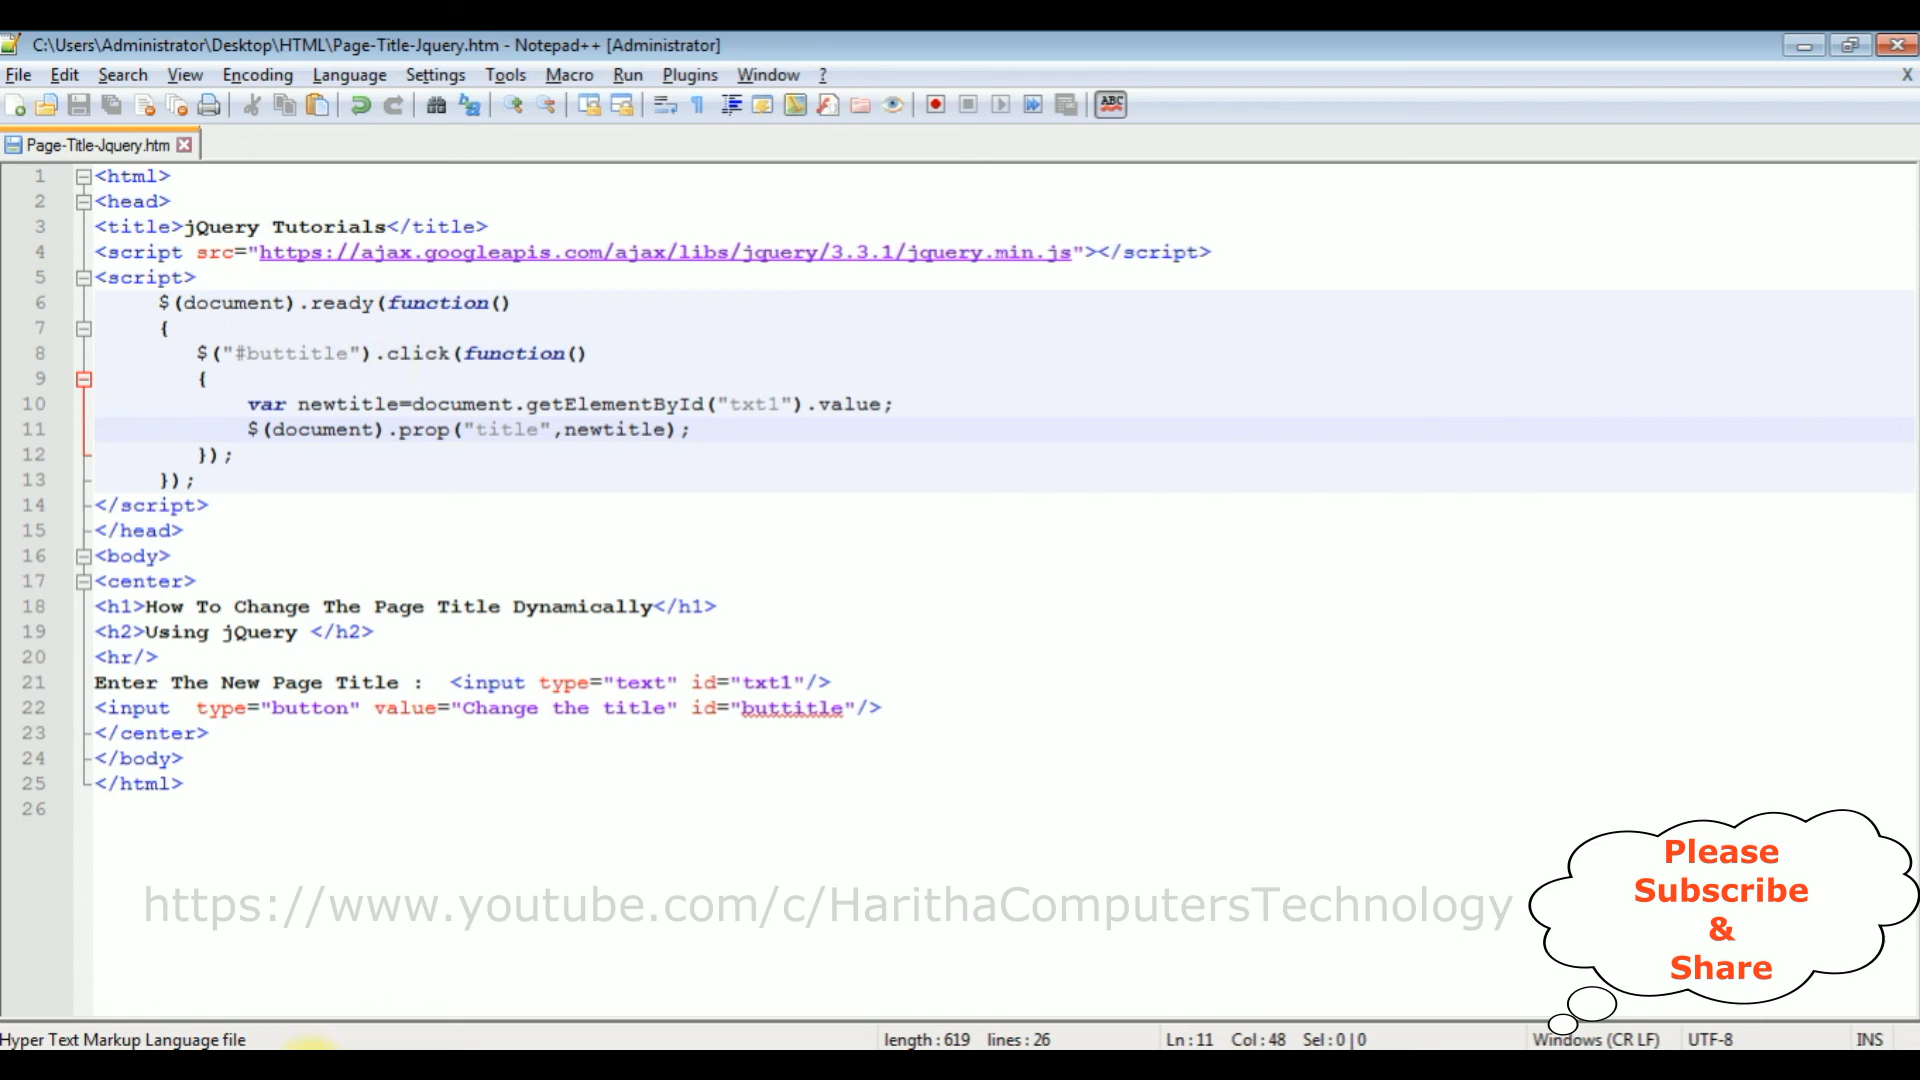 C:\Users\Administrator\Desktop\HTML\Page-Title-Jquery.htm - Notepad++ [Administrator]
File Edit Search View Encoding Language Settings Tools Macro Run Plugins Window ? X
ABC
Page-Title-Jquery.htm
1 <html>
2 <head>
3 <title>jQuery Tutorials</title>
4 <script src="https://ajax.googleapis.com/ajax/libs/jquery/3.3.1/jquery.min.js"></script>
5 <script>
6 $(document).ready(function()
7 {
8 $("#buttitle").click(function()
9 {
10 var newtitle=document.getElementById("txt1").value;
11 $(document).prop("title",newtitle);
12 });
13 });
14 </script>
15 </head>
16 <body>
17 <center>
18 <h1>How To Change The Page Title Dynamically</h1>
19 <h2>Using jQuery </h2>
20 <hr/>
21 Enter The New Page Title :  <input type="text" id="txt1"/>
22 <input  type="button" value="Change the title" id="buttitle"/>
23 </center>
24 </body>
25 </html>
26
Please
Subscribe
&
Share
https://www.youtube.com/c/HarithaComputersTechnology
Hyper Text Markup Language file length : 619 lines : 26 Ln : 11 Col : 48 Sel : 0 | 0 Windows (CR LF) UTF-8 INS